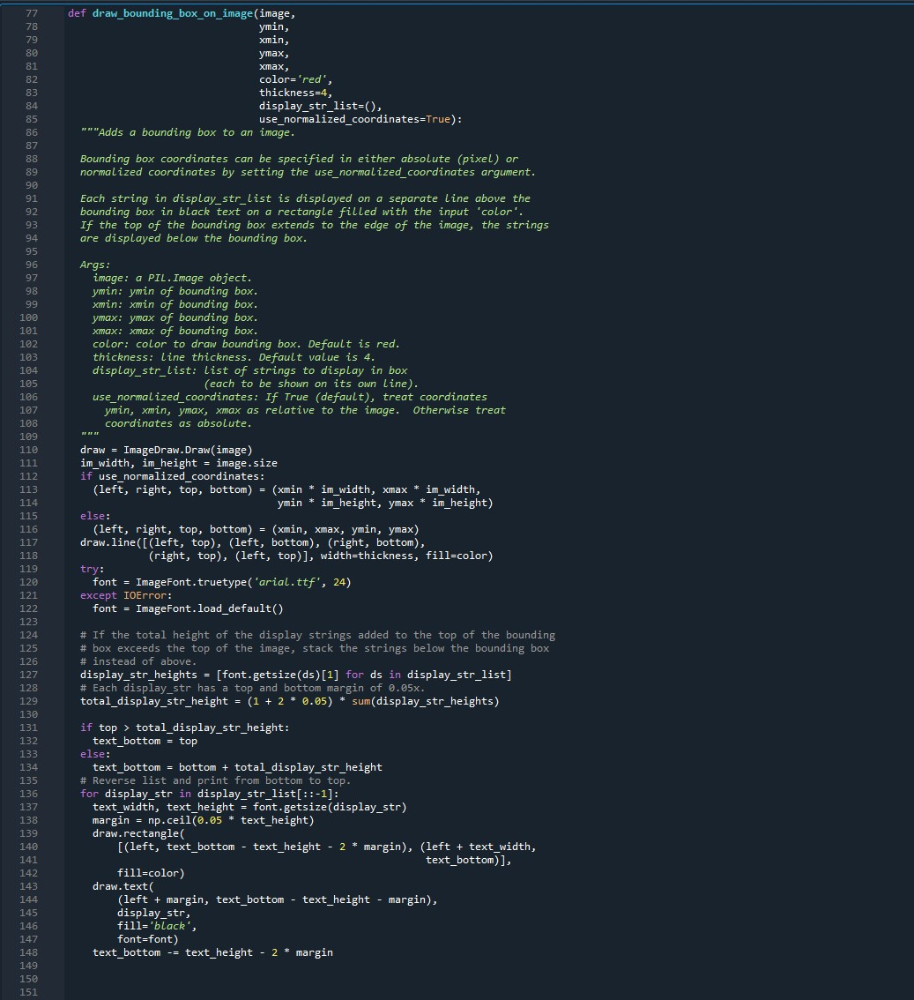 77 def draw_bounding_box_on_image(image,
78 ymin,
79 xmin,
80 ymax,
81 xmax,
82 color='red',
83 thickness=4,
84 display_str_list=(),
85 use_normalized_coordinates=True):
86 """Adds a bounding box to an image.
87
88 Bounding box coordinates can be specified in either absolute (pixel) or
89 normalized coordinates by setting the use_normalized_coordinates argument.
90
91 Each string in display_str_list is displayed on a separate line above the
92 bounding box in black text on a rectangle filled with the input 'color'.
93 If the top of the bounding box extends to the edge of the image, the strings
94 are displayed below the bounding box.
95
96 Args:
97 image: a PIL.Image object.
98 ymin: ymin of bounding box.
99 xmin: xmin of bounding box.
100 ymax: ymax of bounding box.
101 xmax: xmax of bounding box.
102 color: color to draw bounding box. Default is red.
103 thickness: line thickness. Default value is 4.
104 display_str_list: list of strings to display in box
105 (each to be shown on its own line).
106 use_normalized_coordinates: If True (default), treat coordinates
107 ymin, xmin, ymax, xmax as relative to the image.  Otherwise treat
108 coordinates as absolute.
109 """
110 draw = ImageDraw.Draw(image)
111 im_width, im_height = image.size
112 if use_normalized_coordinates:
113 (left, right, top, bottom) = (xmin * im_width, xmax * im_width,
114 ymin * im_height, ymax * im_height)
115 else:
116 (left, right, top, bottom) = (xmin, xmax, ymin, ymax)
117 draw.line([(left, top), (left, bottom), (right, bottom),
118 (right, top), (left, top)], width=thickness, fill=color)
119 try:
120 font = ImageFont.truetype('arial.ttf', 24)
121 except IOError:
122 font = ImageFont.load_default()
123
124 # If the total height of the display strings added to the top of the bounding
125 # box exceeds the top of the image, stack the strings below the bounding box
126 # instead of above.
127 display_str_heights = [font.getsize(ds)[1] for ds in display_str_list]
128 # Each display_str has a top and bottom margin of 0.05x.
129 total_display_str_height = (1 + 2 * 0.05) * sum(display_str_heights)
130
131 if top > total_display_str_height:
132 text_bottom = top
133 else:
134 text_bottom = bottom + total_display_str_height
135 # Reverse list and print from bottom to top.
136 for display_str in display_str_list[::-1]:
137 text_width, text_height = font.getsize(display_str)
138 margin = np.ceil(0.05 * text_height)
139 draw.rectangle(
140 [(left, text_bottom - text_height - 2 * margin), (left + text_width,
141 text_bottom)],
142 fill=color)
143 draw.text(
144 (left + margin, text_bottom - text_height - margin),
145 display_str,
146 fill='black',
147 font=font)
148 text_bottom -= text_height - 2 * margin
149
150
151